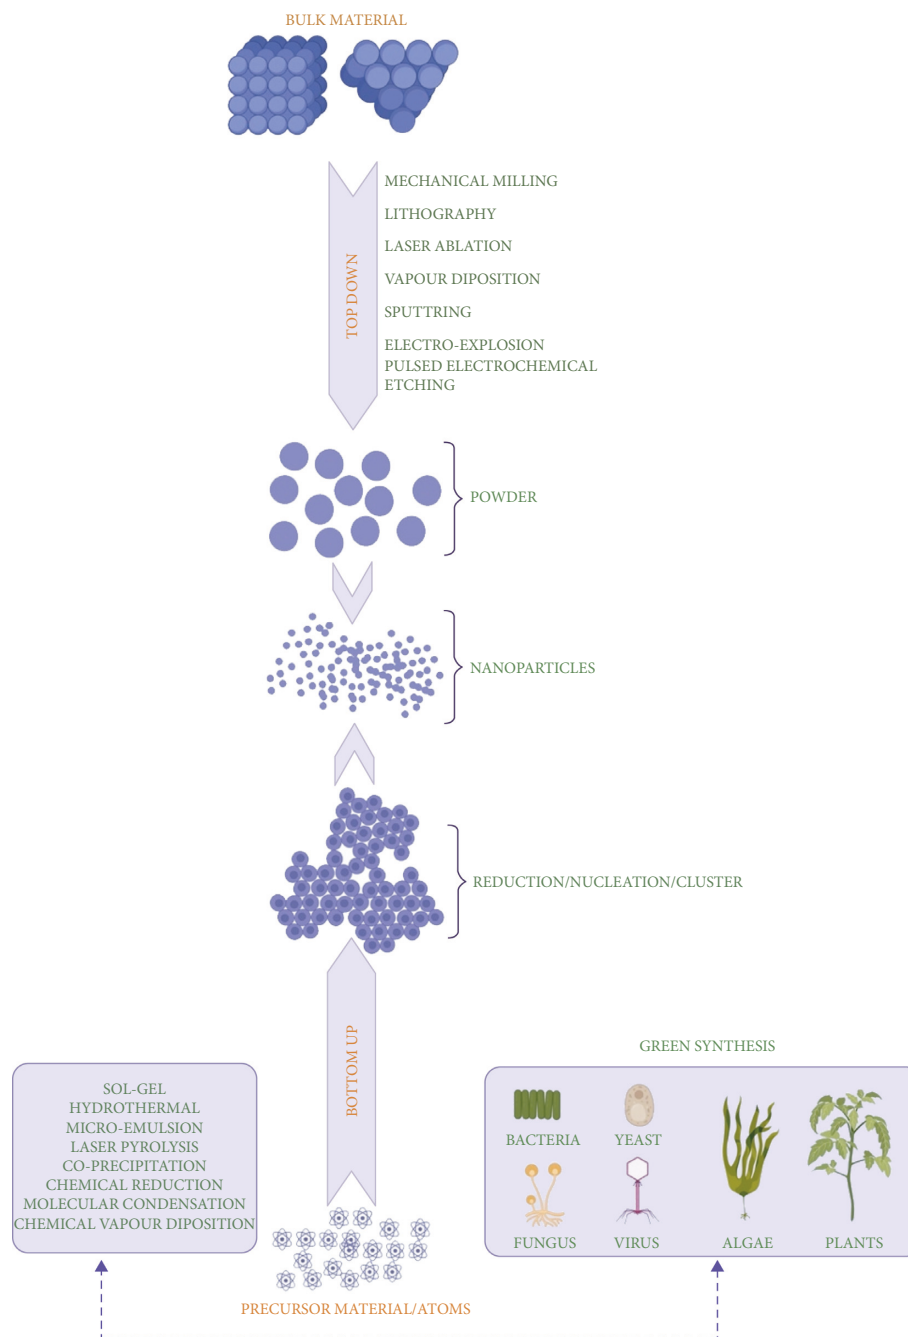 BULK MATERIAL
MECHANICAL MILLING
LITHOGRAPHY
LASER ABLATION
VAPOUR DIPOSITION
SPUTTRING
ELECTRO-EXPLOSION
PULSED ELECTROCHEMICAL
ETCHING
TOP DOWN
POWDER
NANOPARTICLES
REDUCTION/NUCLEATION/CLUSTER
BOTTOM UP
SOL-GEL
HYDROTHERMAL
MICRO-EMULSION
LASER PYROLYSIS
CO-PRECIPITATION
CHEMICAL REDUCTION
MOLECULAR CONDENSATION
CHEMICAL VAPOUR DIPOSITION
GREEN SYNTHESIS
BACTERIA
YEAST
FUNGUS
VIRUS
ALGAE
PLANTS
PRECURSOR MATERIAL/ATOMS